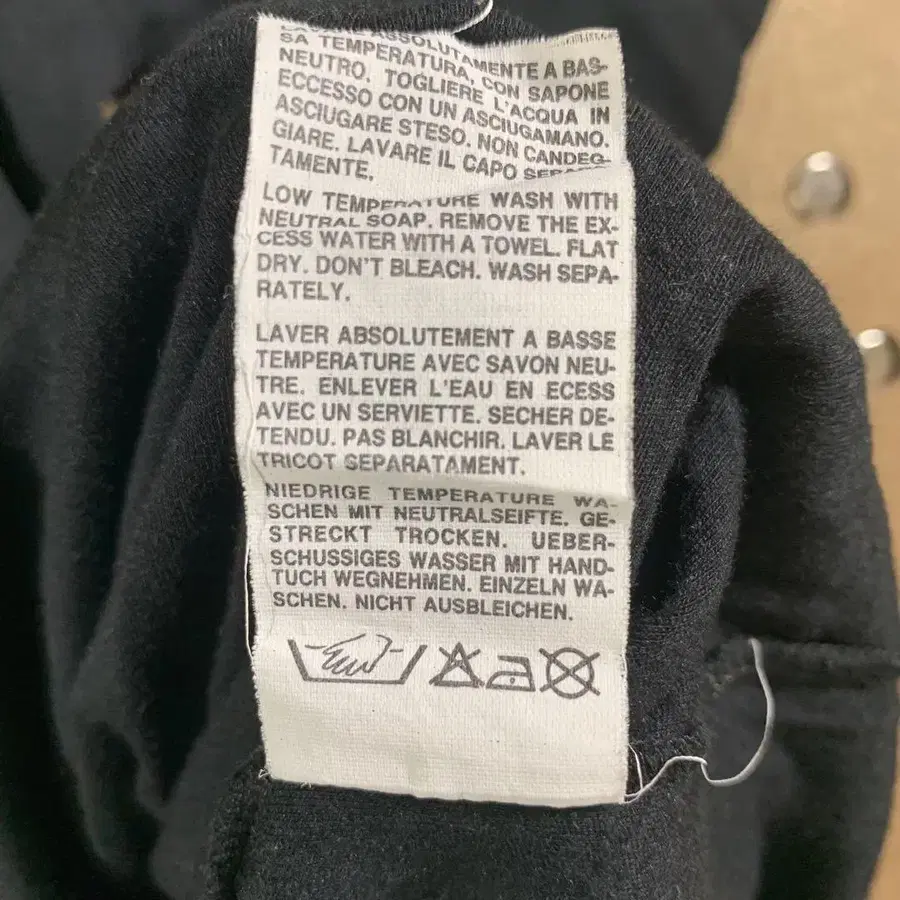 LAVARE ASSOLUTAMENTE A BAS-
SA TEMPERATURA, CON SAPONE
NEUTRO. TOGLIERE L'ACQUA IN
ECCESSO CON UN ASCIUGAMANO.
ASCIUGARE STESO. NON CANDEG-
GIARE. LAVARE IL CAPO SEPARA-
TAMENTE.
LOW TEMPERATURE WASH WITH
NEUTRAL SOAP. REMOVE THE EX-
CESS WATER WITH A TOWEL. FLAT
DRY. DON'T BLEACH. WASH SEPA-
RATELY.
LAVER ABSOLUTEMENT A BASSE
TEMPERATURE AVEC SAVON NEU-
TRE. ENLEVER L'EAU EN ECESS
AVEC UN SERVIETTE. SECHER DE-
TENDU. PAS BLANCHIR. LAVER LE
TRICOT SEPARATAMENT.
NIEDRIGE TEMPERATURE WA-
SCHEN MIT NEUTRALSEIFTE. GE-
STRECKT TROCKEN. UEBER-
SCHUSSIGES WASSER MIT HAND-
TUCH WEGNEHMEN. EINZELN WA-
SCHEN. NICHT AUSBLEICHEN.